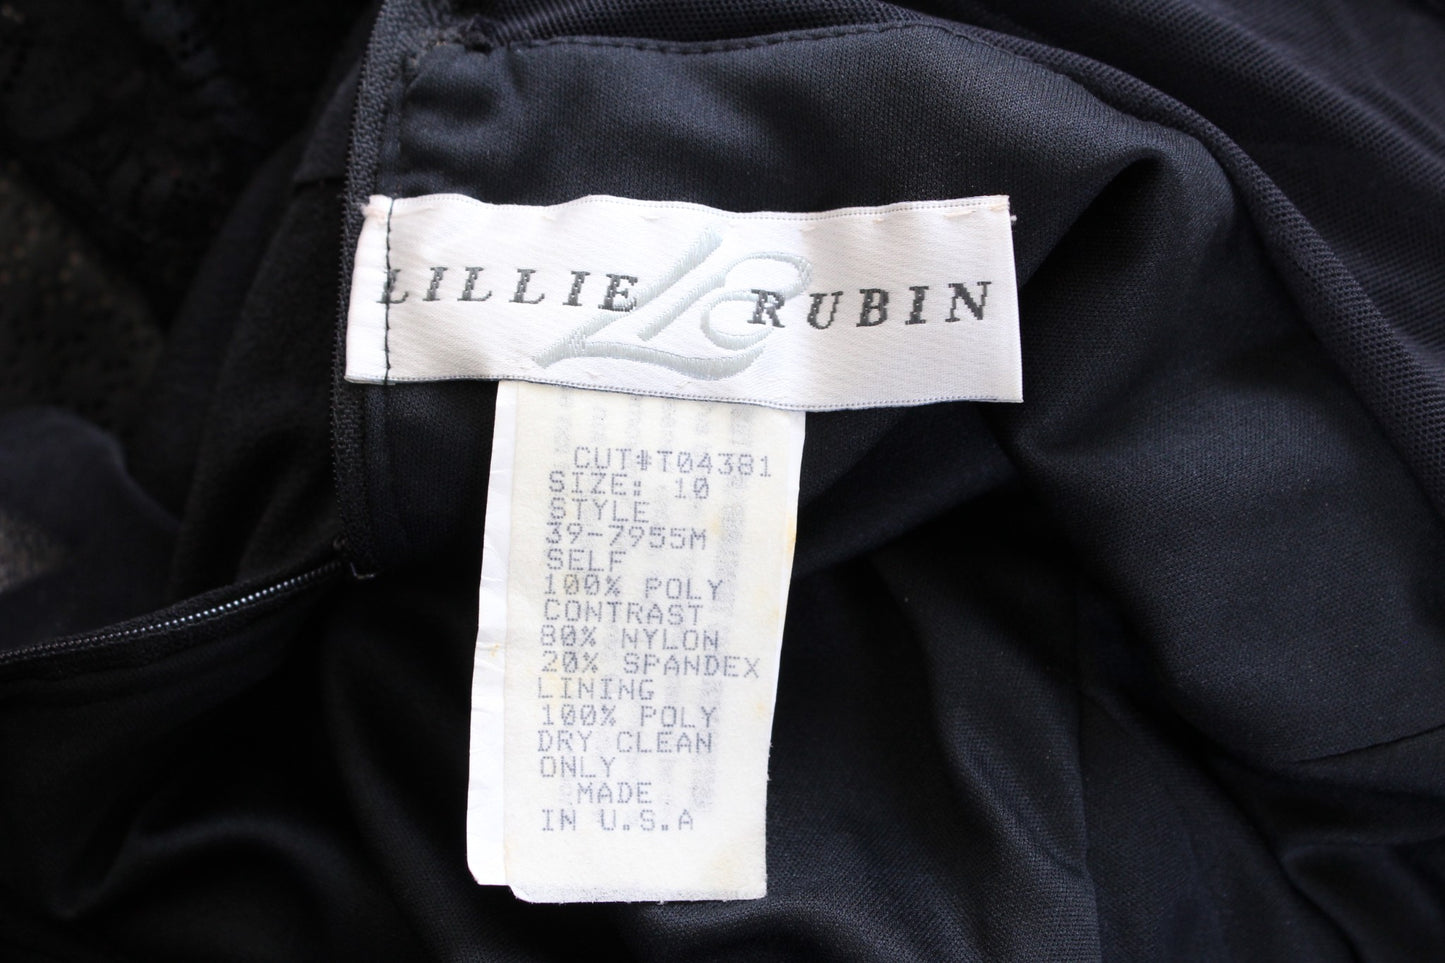 LILLIE RUBIN
CUT#T04381
SIZE: 10
STYLE
39-7955M
SELF
100% POLY
CONTRAST
80% NYLON
20% SPANDEX
LINING
100% POLY
DRY CLEAN
ONLY
MADE
IN U.S.A